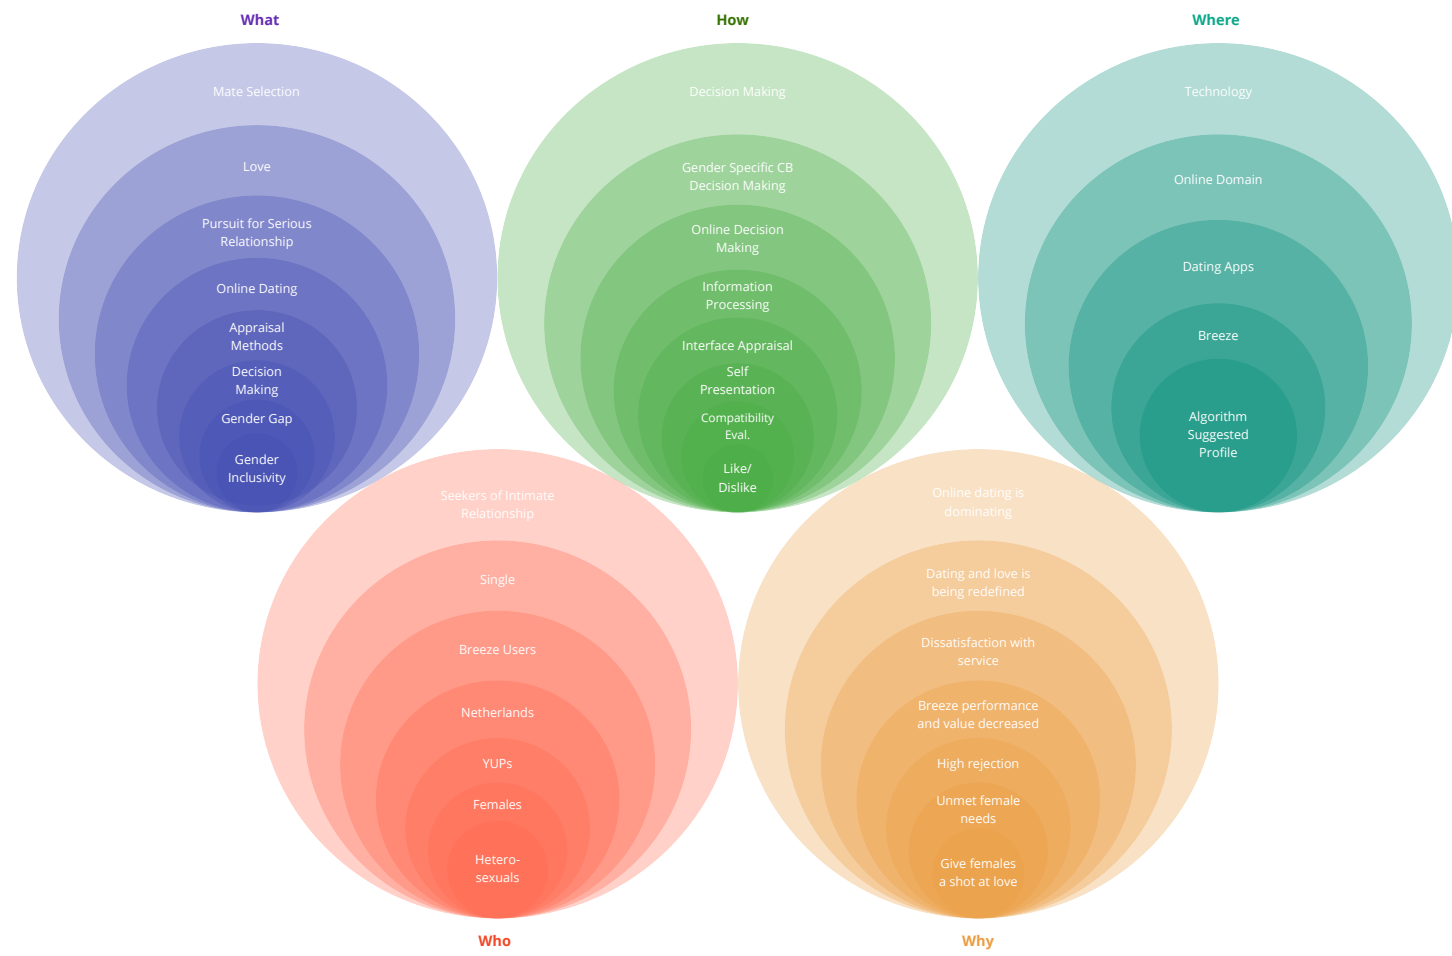 What
Mate Selection
Love
Pursuit for Serious
Relationship
Online Dating
Appraisal
Methods
Decision
Making
Gender Gap
Gender
Inclusivity
How
Decision Making
Gender Specific CB
Decision Making
Online Decision
Making
Information
Processing
Interface Appraisal
Self
Presentation
Compatibility
Eval.
Like/
Dislike
Where
Technology
Online Domain
Dating Apps
Breeze
Algorithm
Suggested
Profile
Seekers of Intimate
Relationship
Single
Breeze Users
Netherlands
YUPs
Females
Hetero-
sexuals
Who
Online dating is
dominating
Dating and love is
being redefined
Dissatisfaction with
service
Breeze performance
and value decreased
High rejection
Unmet female
needs
Give females
a shot at love
Why